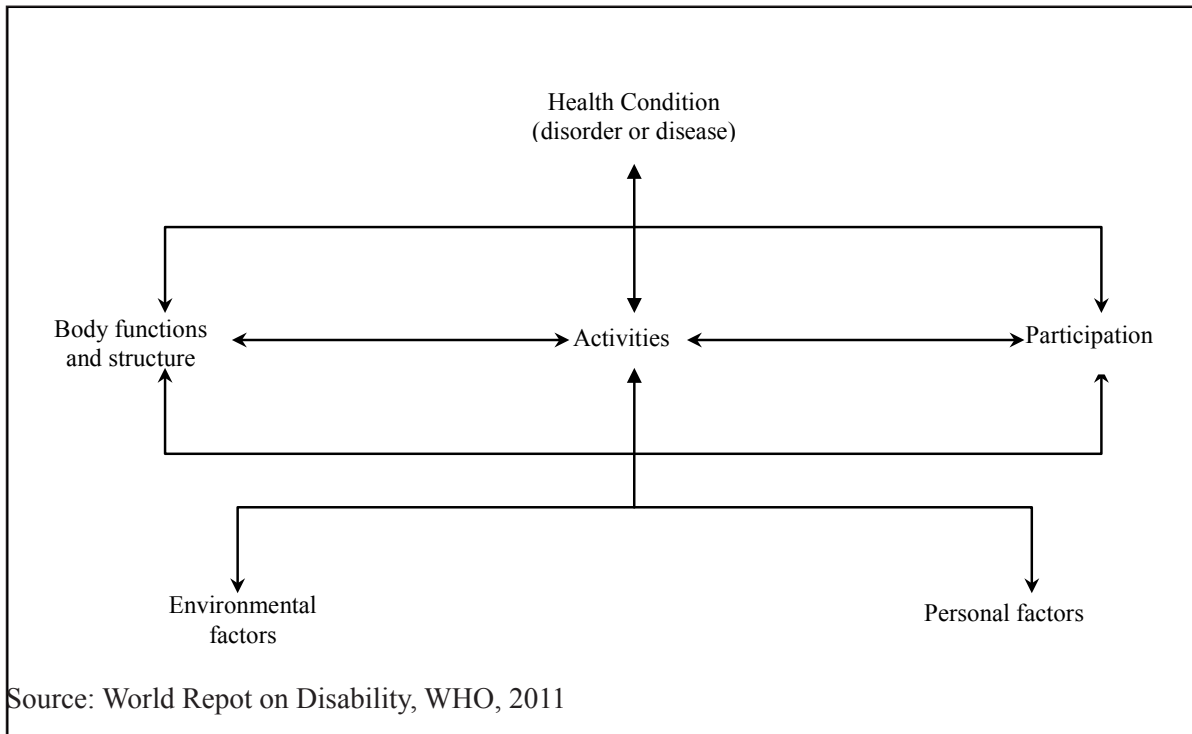 Health Condition
(disorder or disease)
Body functions
and structure
Activities
Participation
Environmental
factors
Personal factors
Source: World Repot on Disability, WHO, 2011